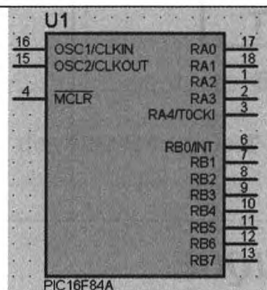 U1
16 OSC1/CLKIN RA0 17
15 OSC2/CLKOUT RA1 18
RA2 1
4 MCLR RA3 2
RA4/T0CKI 3
RB0/INT 6
RB1 7
RB2 8
RB3 9
RB4 10
RB5 11
RB6 12
RB7 13
PIC16F84A